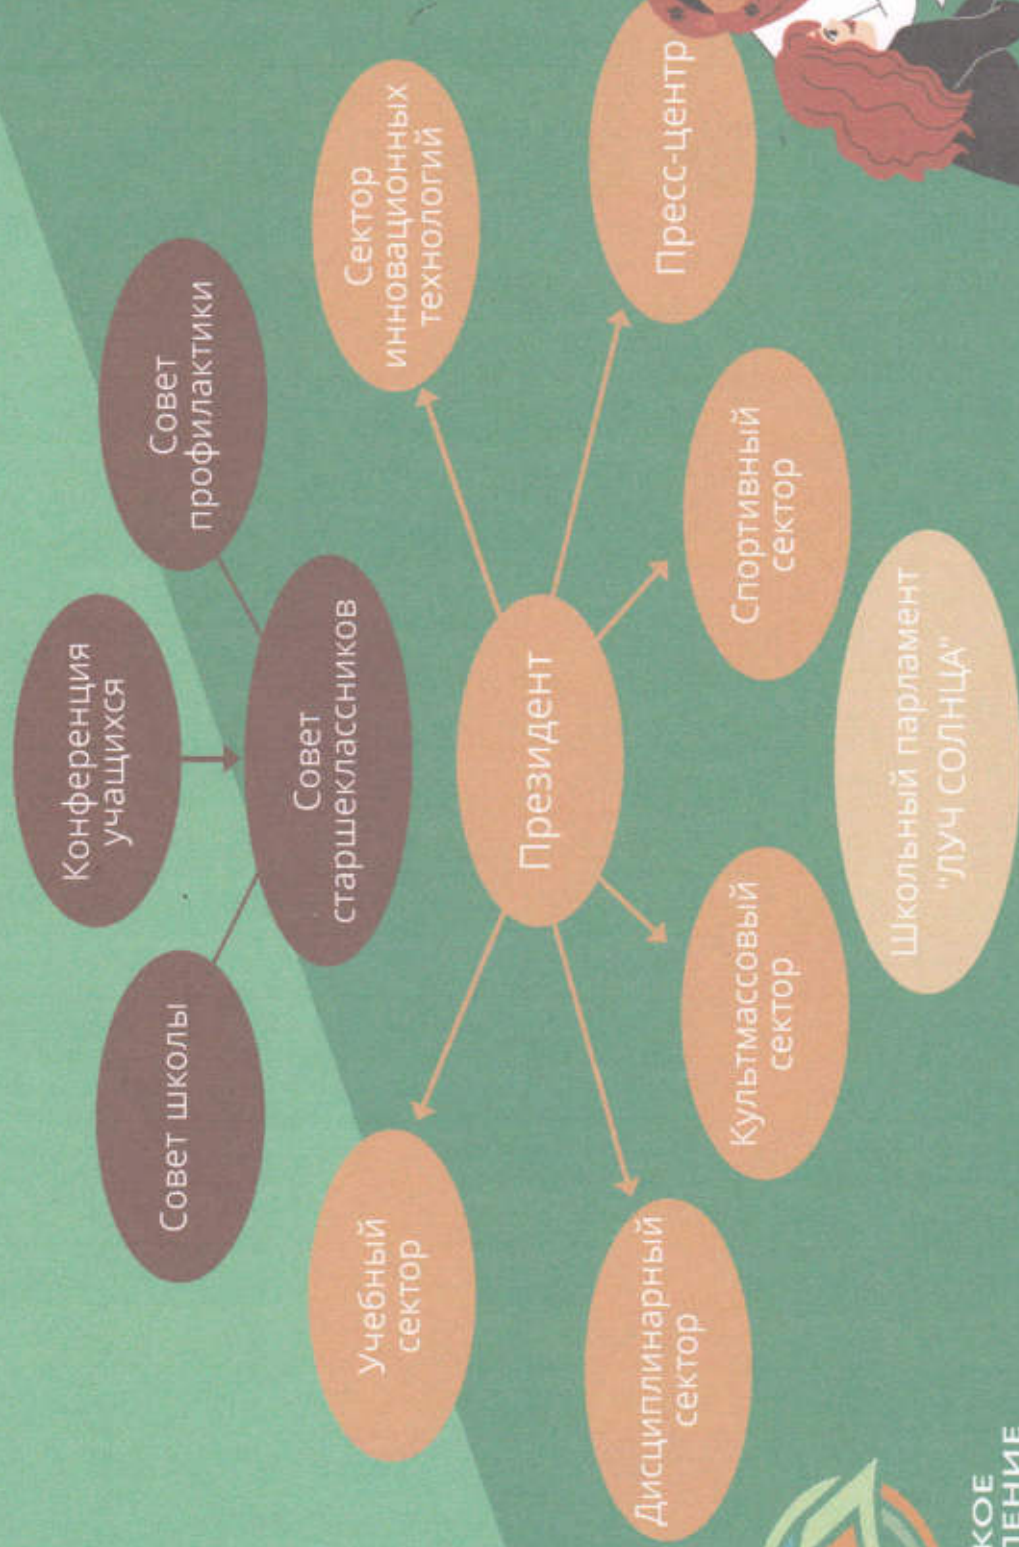 Конференция
учащихся
Совет школы
Совет
профилактики
Совет
старшеклассников
Учебный
сектор
Сектор
инновационных
технологий
Президент
Дисциплинарный
сектор
Пресс-центр
Культмассовый
сектор
Спортивный
сектор
Школьный парламент
"ЛУЧ СОЛНЦА"